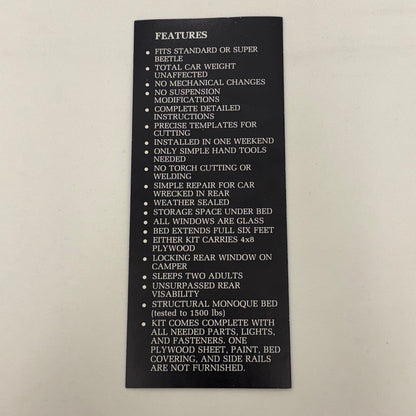 FEATURES
• FITS STANDARD OR SUPER
BEETLE
• TOTAL CAR WEIGHT
UNAFFECTED
• NO MECHANICAL CHANGES
• NO SUSPENSION
MODIFICATIONS
• COMPLETE DETAILED
INSTRUCTIONS
• PRECISE TEMPLATES FOR
CUTTING
• INSTALLED IN ONE WEEKEND
• ONLY SIMPLE HAND TOOLS
NEEDED
• NO TORCH CUTTING OR
WELDING
• SIMPLE REPAIR FOR CAR
WRECKED IN REAR
• WEATHER SEALED
• STORAGE SPACE UNDER BED
• ALL WINDOWS ARE GLASS
• BED EXTENDS FULL SIX FEET
• EITHER KIT CARRIES 4x8
PLYWOOD
• LOCKING REAR WINDOW ON
CAMPER
• SLEEPS TWO ADULTS
• UNSURPASSED REAR
VISABILITY
• STRUCTURAL MONOQUE BED
(tested to 1500 lbs)
• KIT COMES COMPLETE WITH
ALL NEEDED PARTS, LIGHTS,
AND FASTENERS. ONE
PLYWOOD SHEET, PAINT, BED
COVERING, AND SIDE RAILS
ARE NOT FURNISHED.